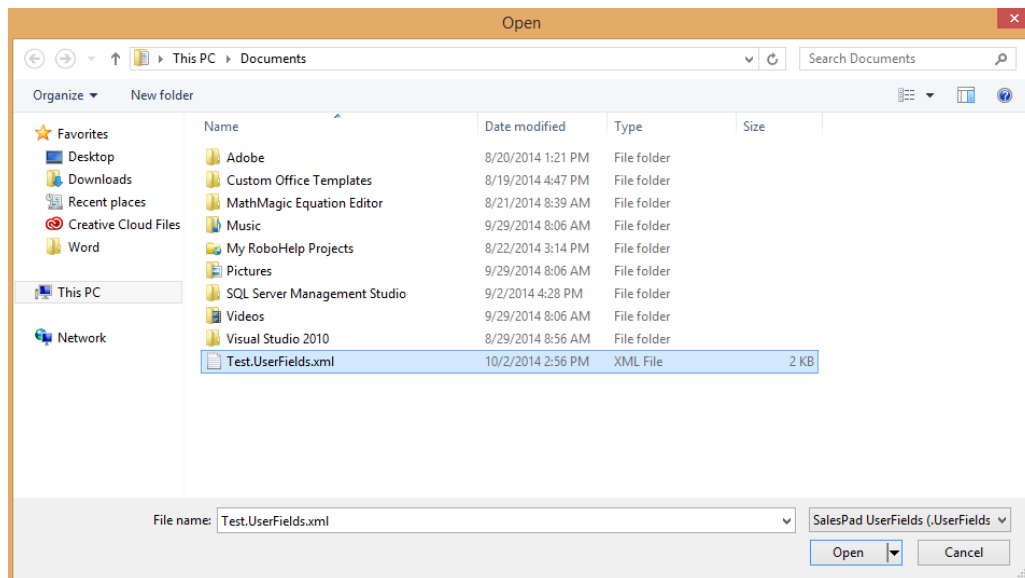 Open
This PC Documents
Search Documents
Organize
New folder
Name Date modified Type Size
Favorites
Desktop
Downloads
Recent places
Creative Cloud Files
Word
This PC
Network
Adobe 8/20/2014 1:21 PM File folder
Custom Office Templates 8/19/2014 4:47 PM File folder
MathMagic Equation Editor 8/21/2014 8:39 AM File folder
Music 9/29/2014 8:06 AM File folder
My RoboHelp Projects 8/22/2014 3:14 PM File folder
Pictures 9/29/2014 8:06 AM File folder
SQL Server Management Studio 9/2/2014 4:28 PM File folder
Videos 9/29/2014 8:06 AM File folder
Visual Studio 2010 8/29/2014 8:56 AM File folder
Test.UserFields.xml 10/2/2014 2:56 PM XML File 2 KB
File name: Test.UserFields.xml
SalesPad UserFields (.UserFields
Open
Cancel